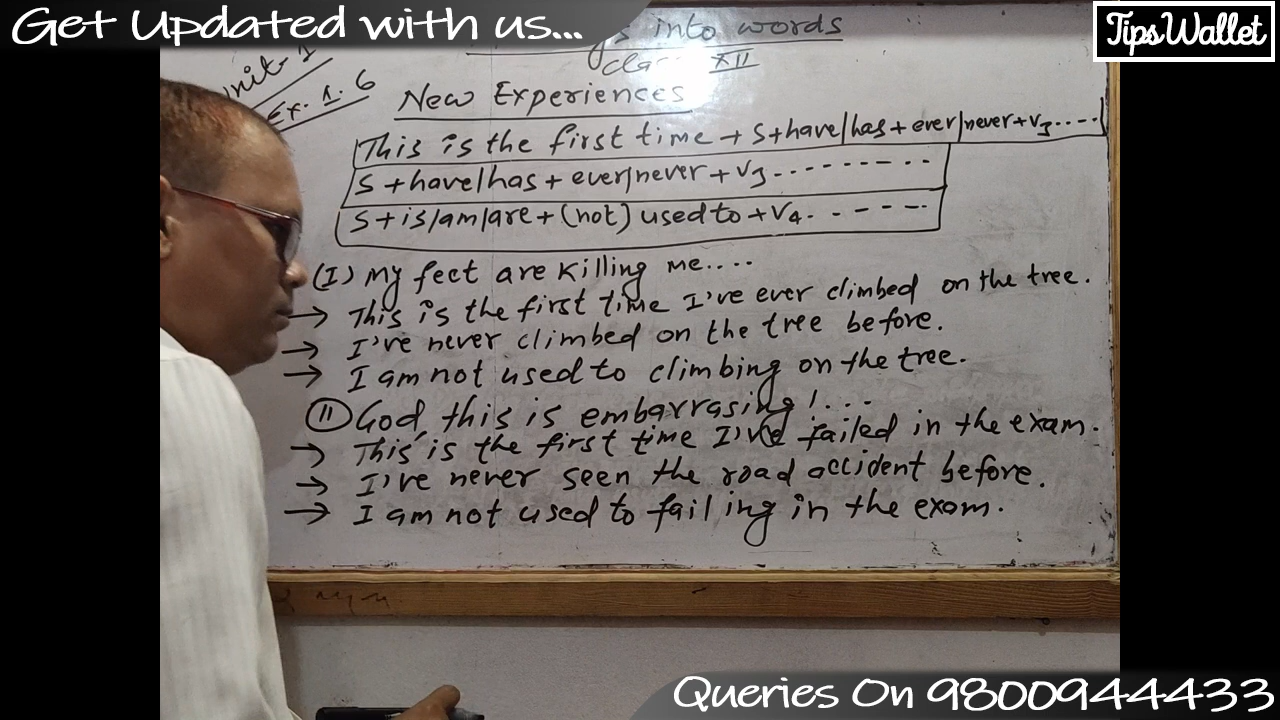 Get Updated with us...
TipsWallet
into words
class XII
Unit-1
Ex. 1. 6
New Experiences
This is the first time + S+have/has+ever/never+V3.....
S+have/has+ever/never+V3..........
S+is/am/are+(not) used to+V4.......
(I) My feet are killing me....
→ This is the first time I've ever climbed on the tree.
→ I've never climbed on the tree before.
→ I am not used to climbing on the tree.
(II) God, this is embarrasing!...
→ This is the first time I've failed in the exam.
→ I've never seen the road accident before.
→ I am not used to failing in the exam.
Queries On 9800944433